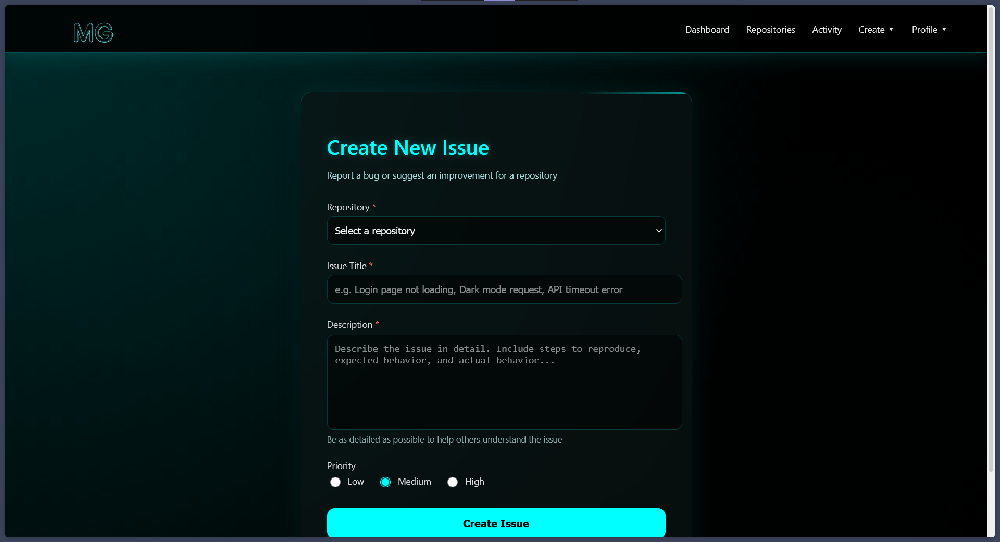 MG
Dashboard Repositories Activity Create ▼ Profile ▼
Create New Issue
Report a bug or suggest an improvement for a repository
Repository *
Select a repository
Issue Title *
e.g. Login page not loading, Dark mode request, API timeout error
Description *
Describe the issue in detail. Include steps to reproduce,
expected behavior, and actual behavior...
Be as detailed as possible to help others understand the issue
Priority
Low Medium High
Create Issue